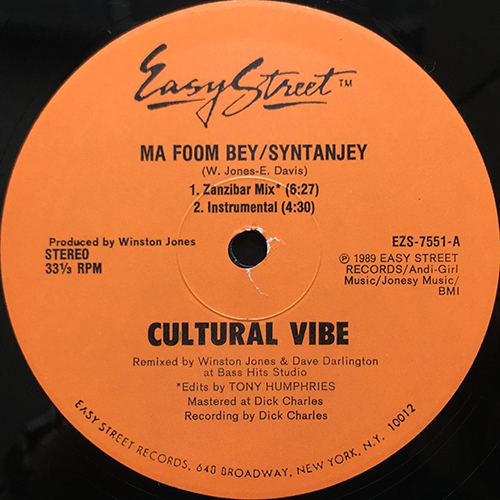 Easy Street™
MA FOOM BEY/SYNTANJEY
(W. Jones-E. Davis)
1. Zanzibar Mix* (6:27)
2. Instrumental (4:30)
Produced by Winston Jones
STEREO
33⅓ RPM
EZS-7551-A
℗ 1989 EASY STREET
RECORDS/Andi-Girl
Music/Jonesy Music/
BMI
CULTURAL VIBE
Remixed by Winston Jones & Dave Darlington
at Bass Hits Studio
*Edits by TONY HUMPHRIES
Mastered at Dick Charles
Recording by Dick Charles
EASY STREET RECORDS, 648 BROADWAY, NEW YORK, N.Y. 10012